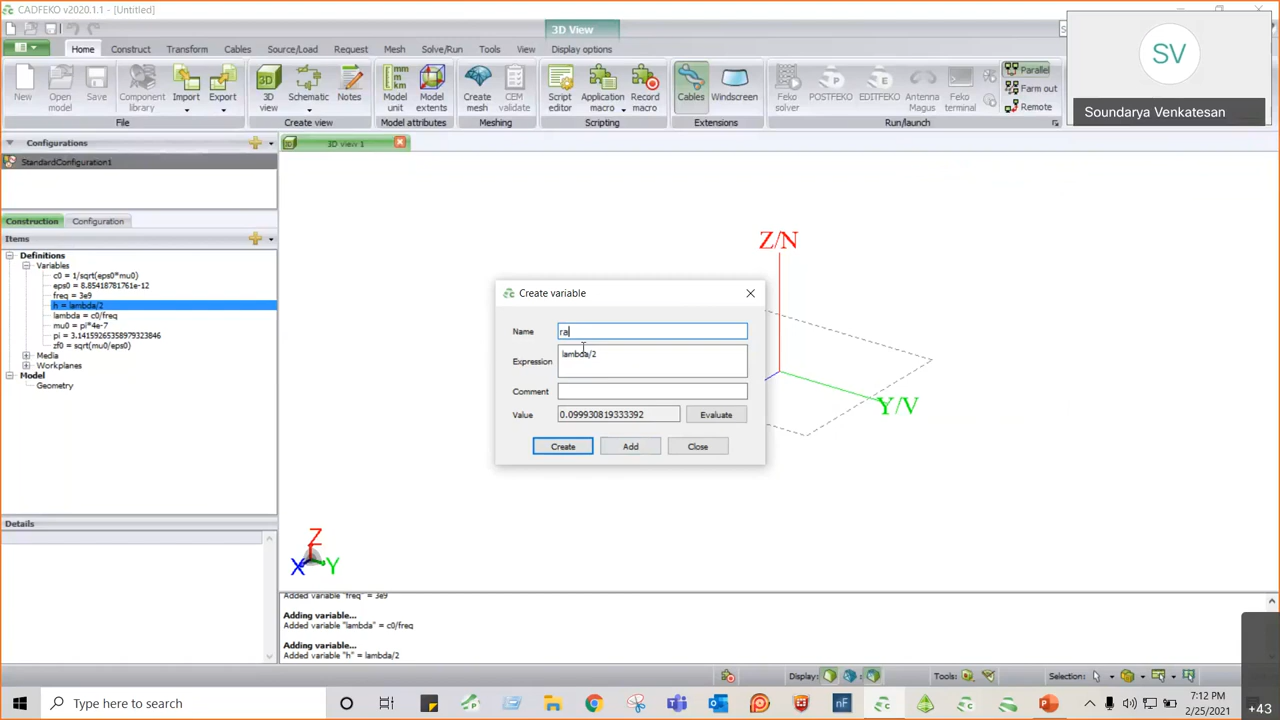 CADFEKO v2020.1.1 - [Untitled]
3D View
Home Construct Transform Cables Source/Load Request Mesh Solve/Run Tools View Display options
New Open model Save Component library Import Export 3D view Schematic Notes Model unit Model extents Create mesh CEM validate Script editor Application macro Record macro Cables Windscreen Feko solver POSTFEKO EDITFEKO Antenna Magus Feko terminal Parallel
Farm out
Remote
File Create view Model attributes Meshing Scripting Extensions Run/launch
SV
Soundarya Venkatesan
Configurations
3D view 1
StandardConfiguration1
Construction Configuration
Items
Definitions
Variables
c0 = 1/sqrt(eps0*mu0)
eps0 = 8.85418781761e-12
freq = 3e9
h = lambda/2
lambda = c0/freq
mu0 = pi*4e-7
pi = 3.14159265358979323846
zf0 = sqrt(mu0/eps0)
Media
Workplanes
Model
Geometry
Z/N
Y/V
Create variable
Name ra
Expression lambda/2
Comment
Value 0.099930819333392 Evaluate
Create Add Close
Details
Z
X Y
Added variable "freq" = 3e9
Adding variable...
Added variable "lambda" = c0/freq
Adding variable...
Added variable "h" = lambda/2
Display: Tools: Selection:
Type here to search
nF
7:12 PM
2/25/2021
+43